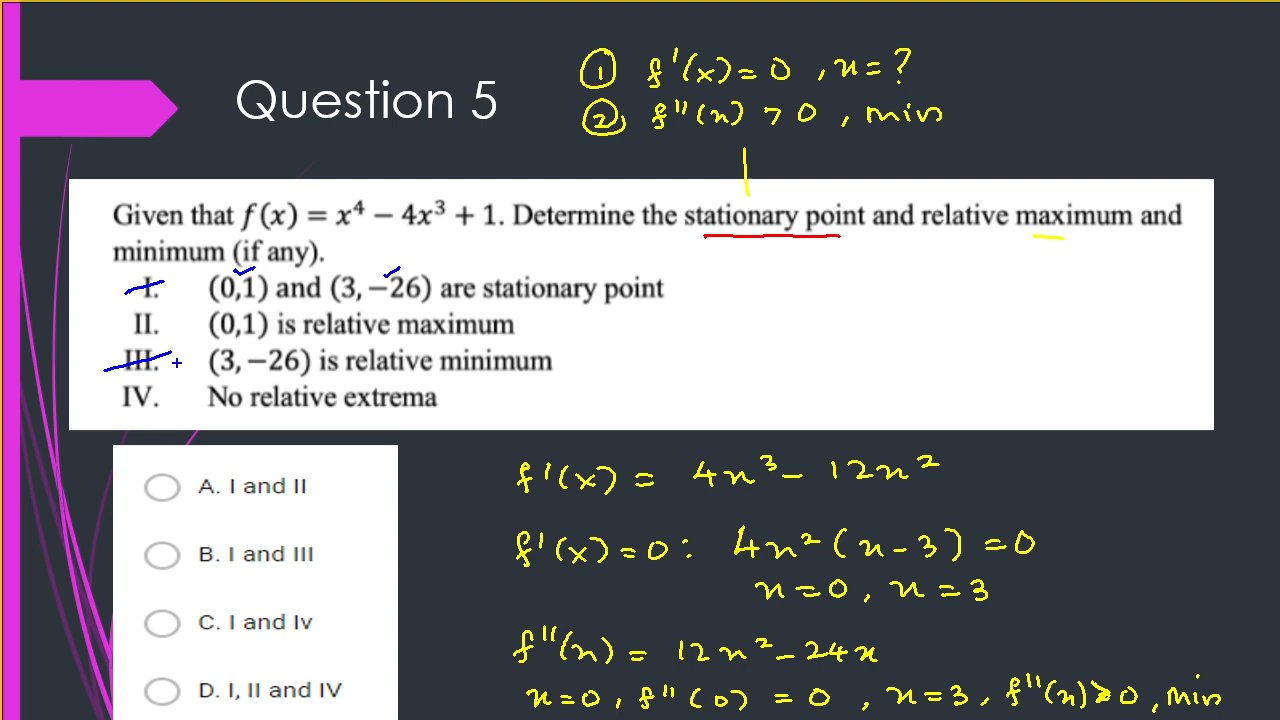 Question 5
① f'(x) = 0 , x = ?
② f''(x) > 0 , min
Given that f(x) = x⁴ − 4x³ + 1. Determine the stationary point and relative maximum and
minimum (if any).
I. (0,1) and (3, −26) are stationary point
II. (0,1) is relative maximum
III. + (3, −26) is relative minimum
IV. No relative extrema
A. I and II
B. I and III
C. I and Iv
D. I, II and IV
f'(x) = 4x³ − 12x²
f'(x) = 0 : 4x² (x − 3) = 0
x = 0 , x = 3
f''(x) = 12x² − 24x
x = 0 , f''(0) = 0 , x = 3 , f''(x) > 0 , min